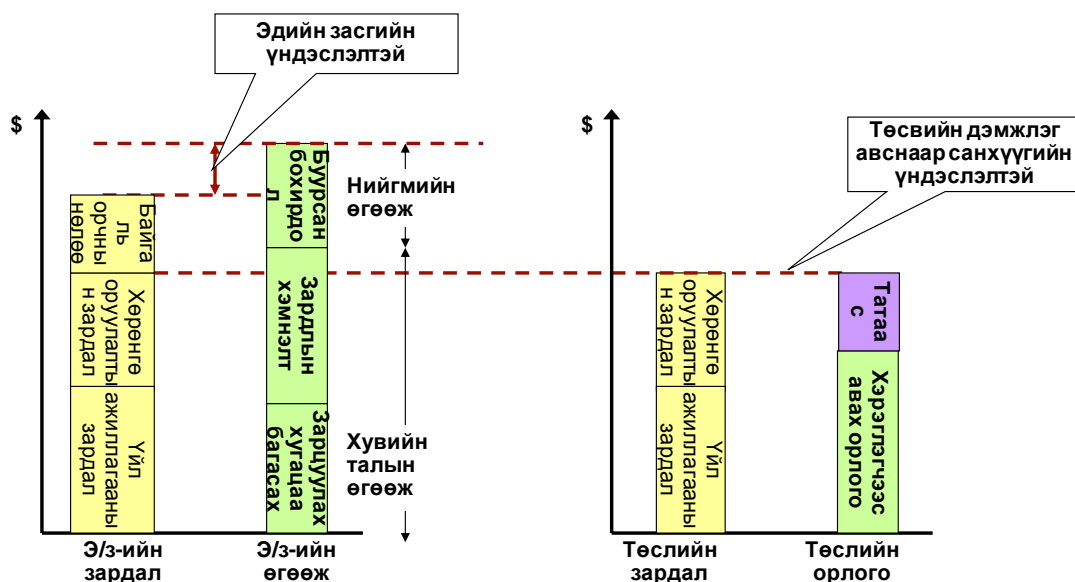 Эдийн засгийн
үндэслэлтэй
$
Байга
ль
орчны
нөлөө
Хөрөнгө
оруулалты
н зардал
Үйл
ажиллагааны
зардал
Буурсан
бохирдо
л
Зардлын
хэмнэлт
Зарцуулах
хугацаа
багасах
Нийгмийн
өгөөж
Хувийн
талын
өгөөж
Э/з-ийн
зардал
Э/з-ийн
өгөөж
$
Төсвийн дэмжлэг
авснаар санхүүгийн
үндэслэлтэй
Хөрөнгө
оруулалты
н зардал
Үйл
ажиллагааны
зардал
Татаа
с
Хэрэглэгчээс
авах орлого
Төслийн
зардал
Төслийн
орлого